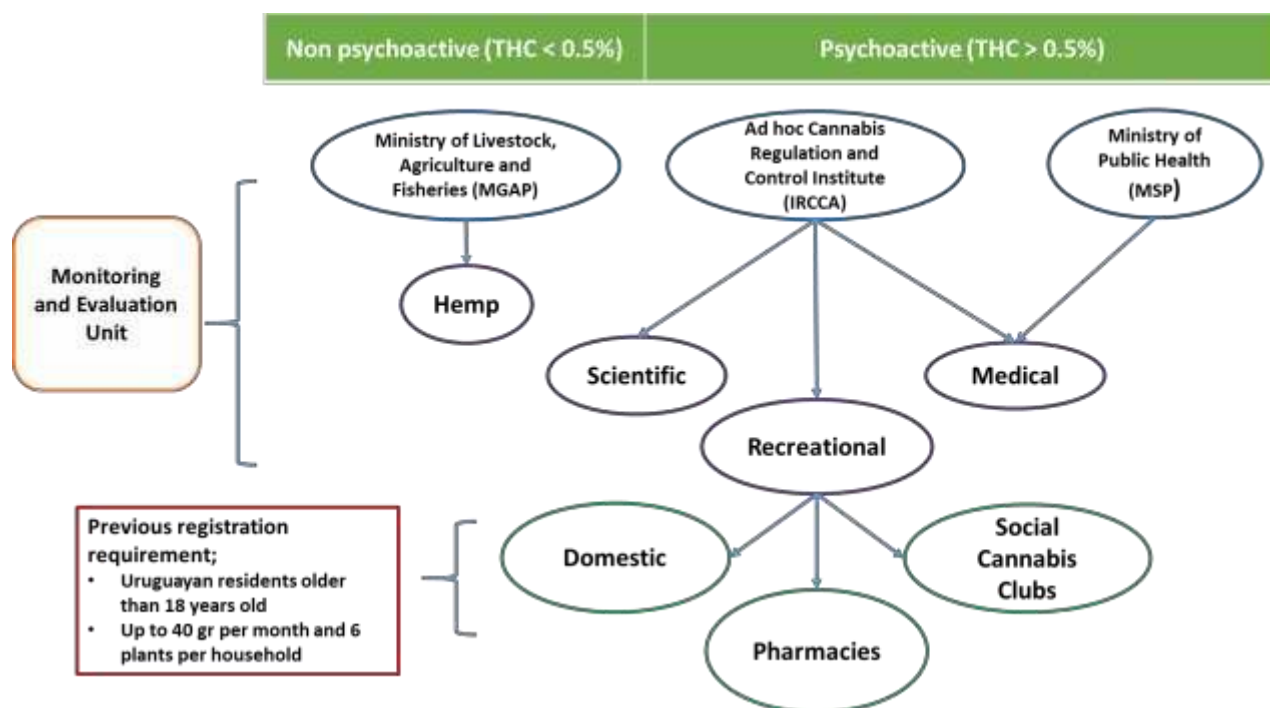 Non psychoactive (THC < 0.5%)
Psychoactive (THC > 0.5%)
Ministry of Livestock,
Agriculture and
Fisheries (MGAP)
Ad hoc Cannabis
Regulation and
Control Institute
(IRCCA)
Ministry of
Public Health
(MSP)
Monitoring
and Evaluation
Unit
Hemp
Scientific
Medical
Recreational
Previous registration
requirement;
• Uruguayan residents older
than 18 years old
• Up to 40 gr per month and 6
plants per household
Domestic
Social
Cannabis
Clubs
Pharmacies